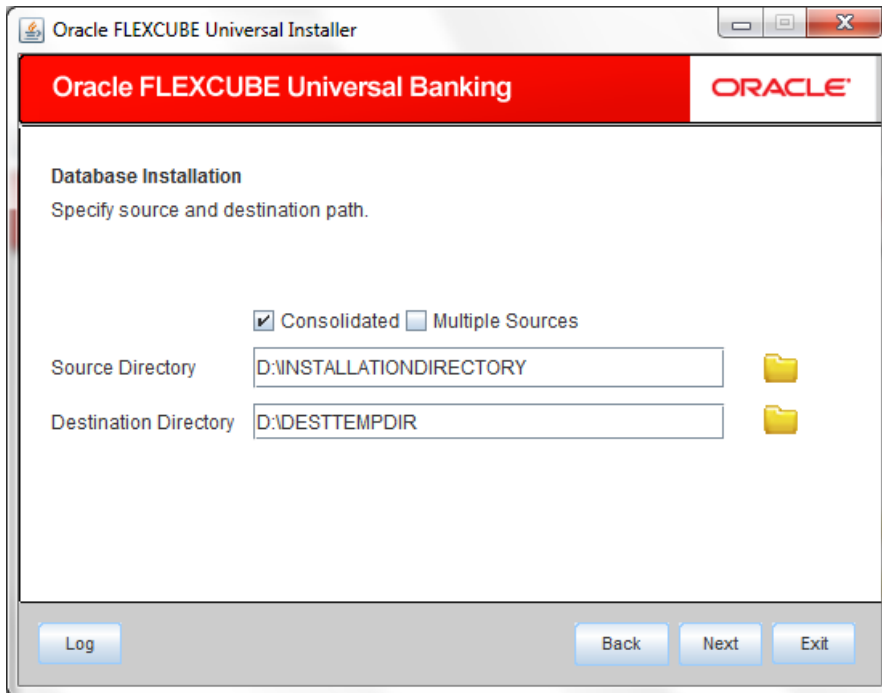 Oracle FLEXCUBE Universal Installer
Oracle FLEXCUBE Universal Banking
ORACLE®
Database Installation
Specify source and destination path.
Consolidated Multiple Sources
Source Directory D:\INSTALLATIONDIRECTORY
Destination Directory D:\DESTTEMPDIR
Log Back Next Exit